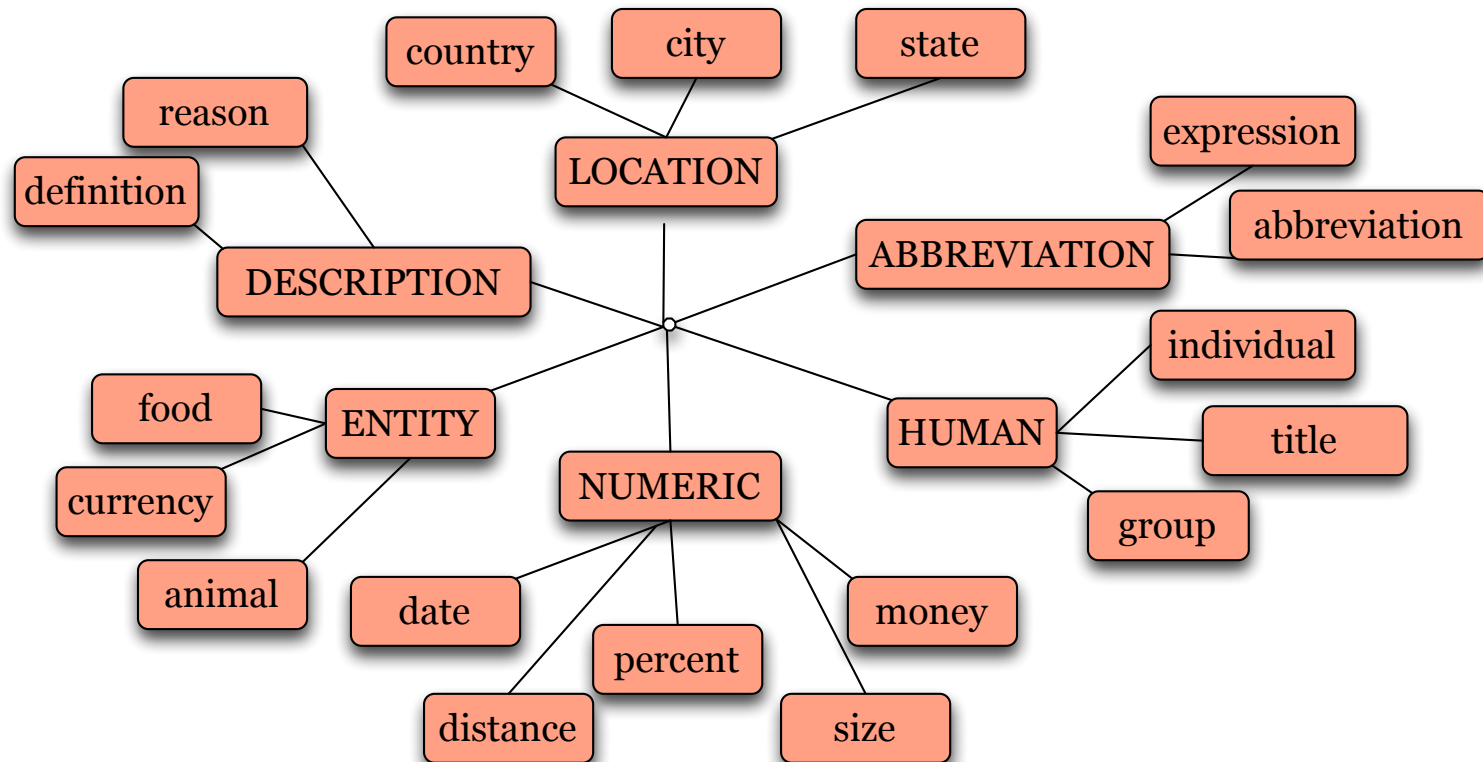 country
city
state
reason
expression
definition
LOCATION
abbreviation
DESCRIPTION
ABBREVIATION
individual
food
ENTITY
HUMAN
title
currency
NUMERIC
group
animal
date
money
percent
distance
size